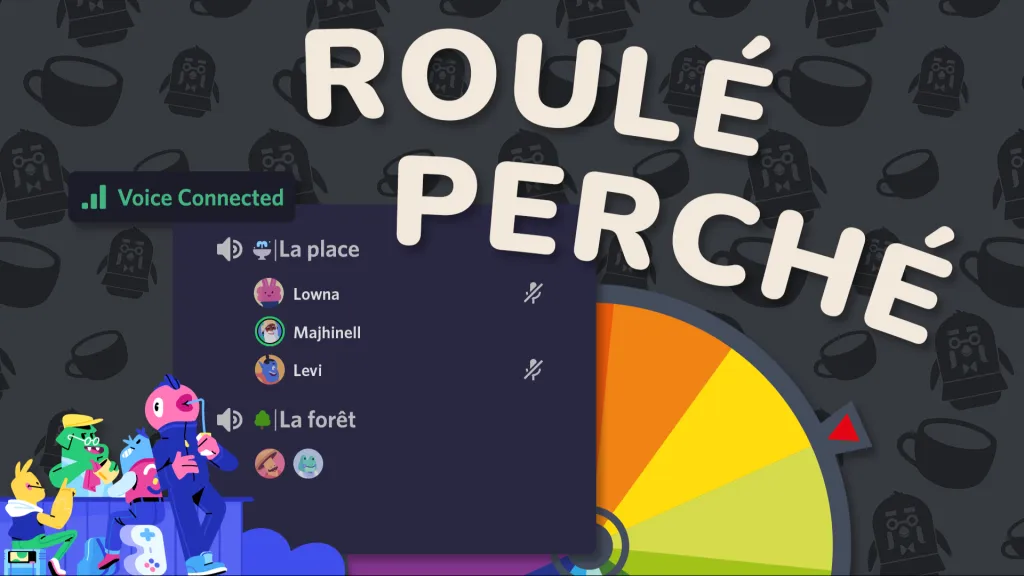 ROULÉ
PERCHÉ
Voice Connected
|La place
Lowna
Majhinell
Levi
|La forêt